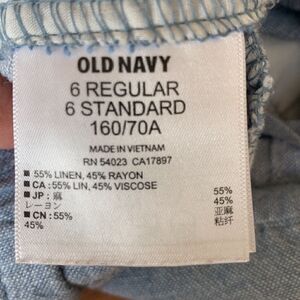 OLD NAVY
6 REGULAR
6 STANDARD
160/70A
MADE IN VIETNAM
RN 54023 CA17897
■ 55% LINEN, 45% RAYON
■ CA : 55% LIN, 45% VISCOSE
■ JP : 麻 55%
レーヨン 45%
■ CN : 55% 亚麻
45% 粘纤